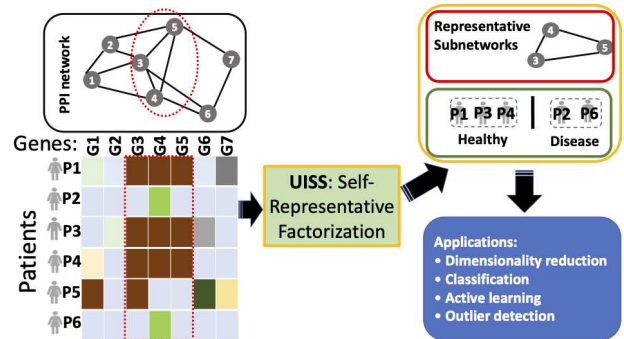 PPI network
1
2
3
4
5
6
7
Genes: G1 G2 G3 G4 G5 G6 G7
Patients
P1
P2
P3
P4
P5
P6
UISS: Self-
Representative
Factorization
Representative
Subnetworks
4
3
5
P1 P3 P4 P2 P6
Healthy Disease
Applications:
• Dimensionality reduction
• Classification
• Active learning
• Outlier detection